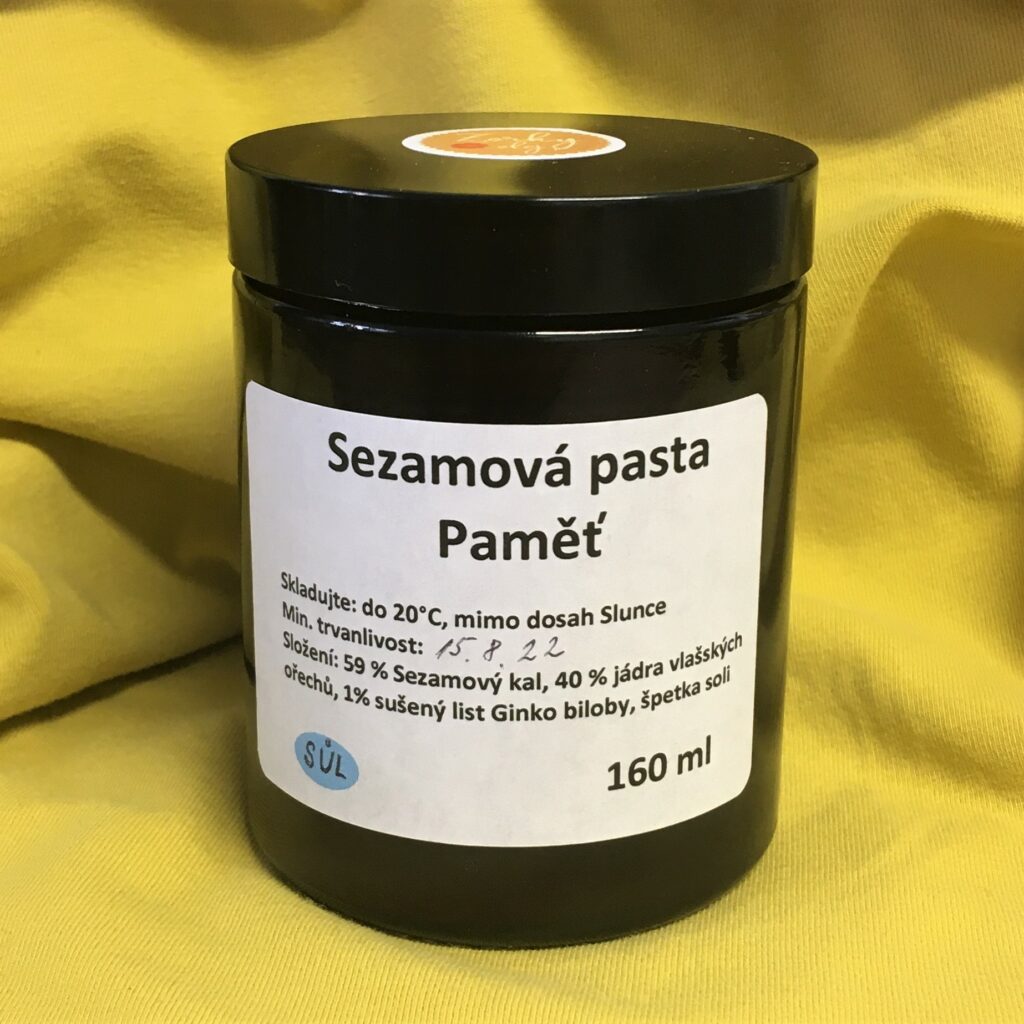 Sezamová pasta
Paměť
Skladujte: do 20°C, mimo dosah Slunce
Min. trvanlivost: 15.8.22
Složení: 59 % Sezamový kal, 40 % jádra vlašských
ořechů, 1% sušený list Ginko biloby, špetka soli
SŮL
160 ml